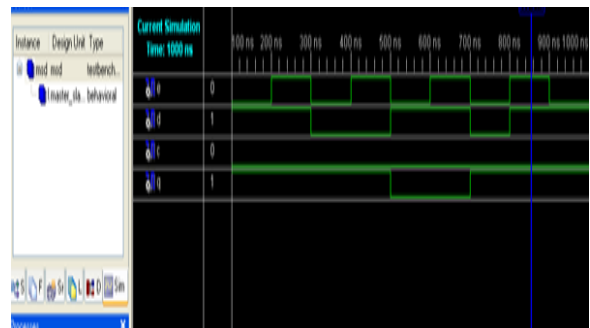 Instance Design Unit Type
msd msd testbench...
master_sla... behavioral
Current Simulation
Time: 1000 ns
100 ns 200 ns 300 ns 400 ns 500 ns 600 ns 700 ns 800 ns 900 ns 1000 ns
e 0
d 1
c 0
q 1
Sim